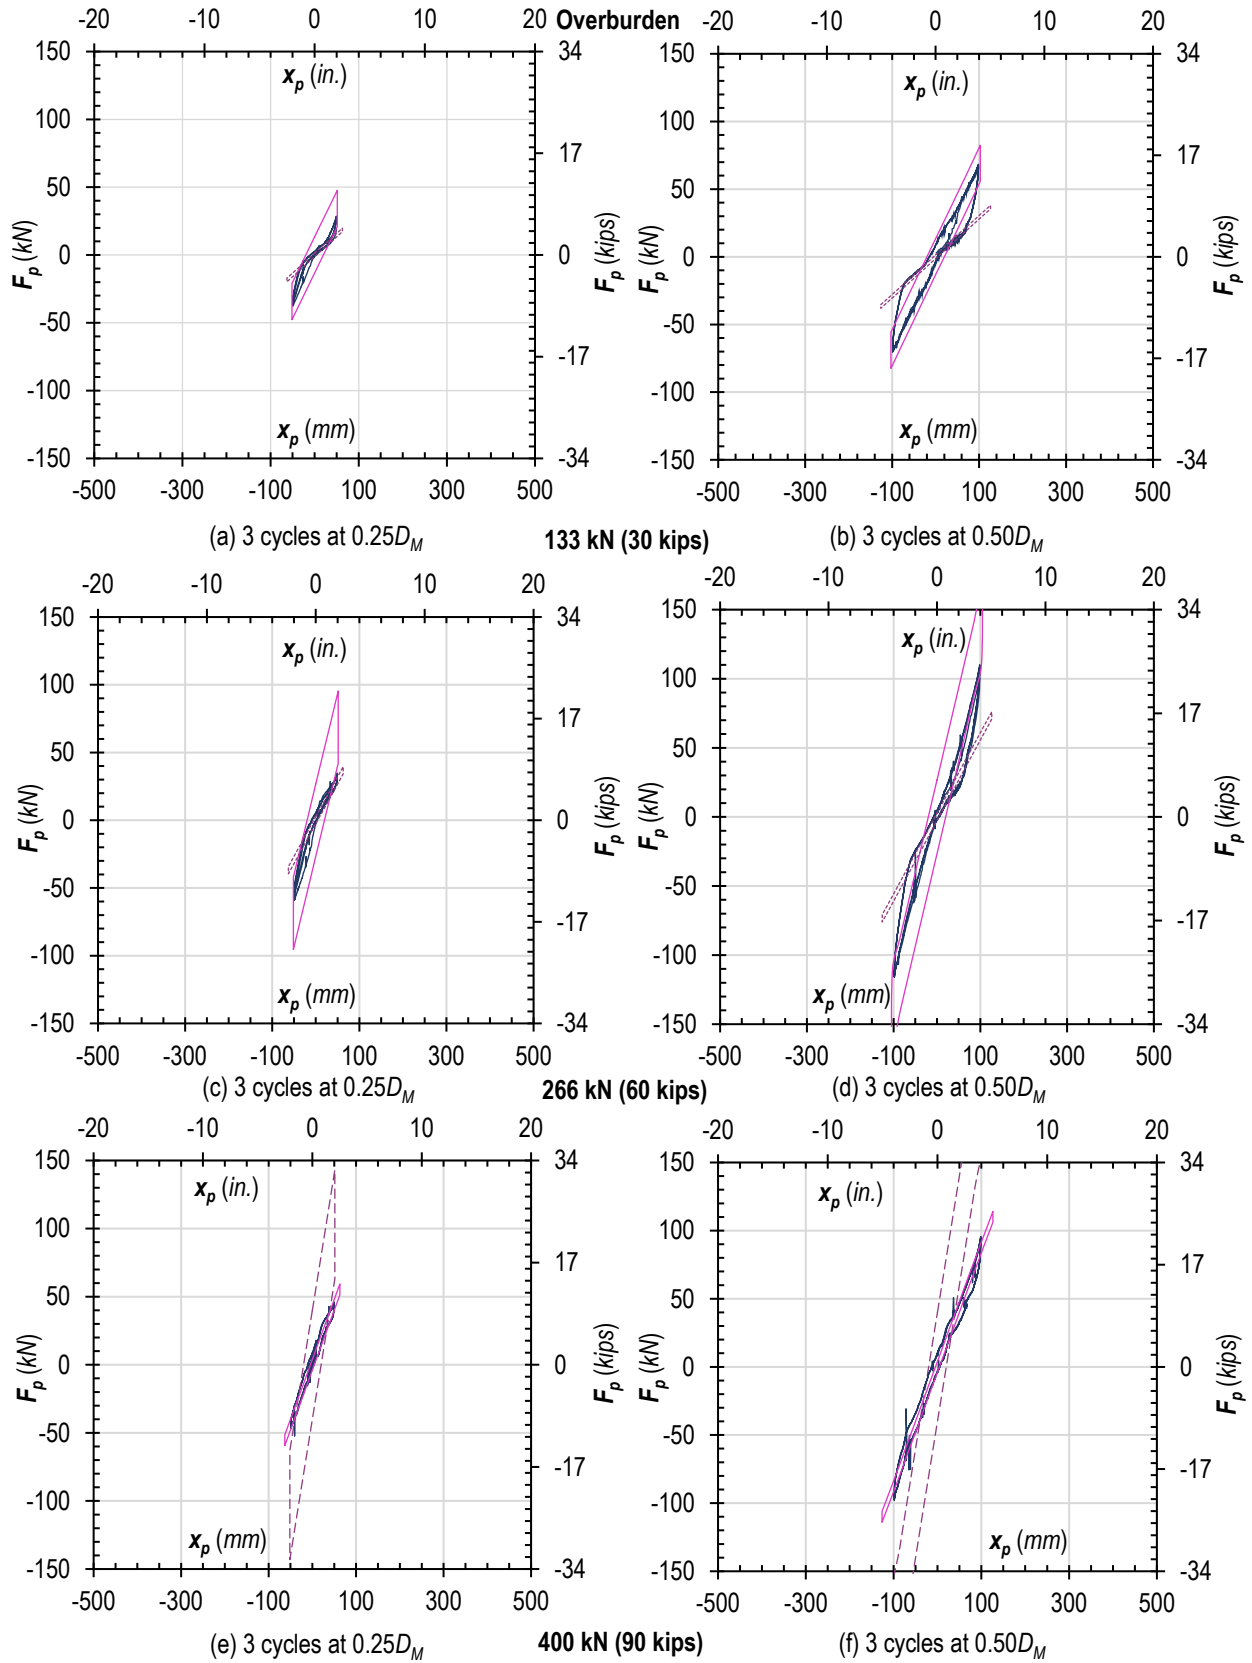 -20 -10 0 Overburden 10 20 -20 -10 0 10 20
150 34 150 34
x_p (in.) x_p (in.)
100 17 100 17
50 50
F_p (kN) 0 0 F_p (kips) F_p (kN) 0 0 F_p (kips)
-50 -50
-17 -17
-100 -100
x_p (mm) x_p (mm)
-150 -34 -150 -34
-500 -300 -100 100 300 500 -500 -300 -100 100 300 500
(a) 3 cycles at 0.25D_M 133 kN (30 kips) (b) 3 cycles at 0.50D_M
-20 -10 0 10 20 -20 -10 0 10 20
150 34 150 34
x_p (in.) x_p (in.)
100 17 100 17
50 50
F_p (kN) 0 0 F_p (kips) F_p (kN) 0 0 F_p (kips)
-50 -50
-17 -17
-100 -100
x_p (mm) x_p (mm)
-150 -34 -150 -34
-500 -300 -100 100 300 500 -500 -300 -100 100 300 500
(c) 3 cycles at 0.25D_M 266 kN (60 kips) (d) 3 cycles at 0.50D_M
-20 -10 0 10 20 -20 -10 0 10 20
150 34 150 34
x_p (in.) x_p (in.)
100 17 100 17
50 50
F_p (kN) 0 0 F_p (kips) F_p (kN) 0 0 F_p (kips)
-50 -50
-17 -17
-100 -100
x_p (mm) x_p (mm)
-150 -34 -150 -34
-500 -300 -100 100 300 500 -500 -300 -100 100 300 500
(e) 3 cycles at 0.25D_M 400 kN (90 kips) (f) 3 cycles at 0.50D_M